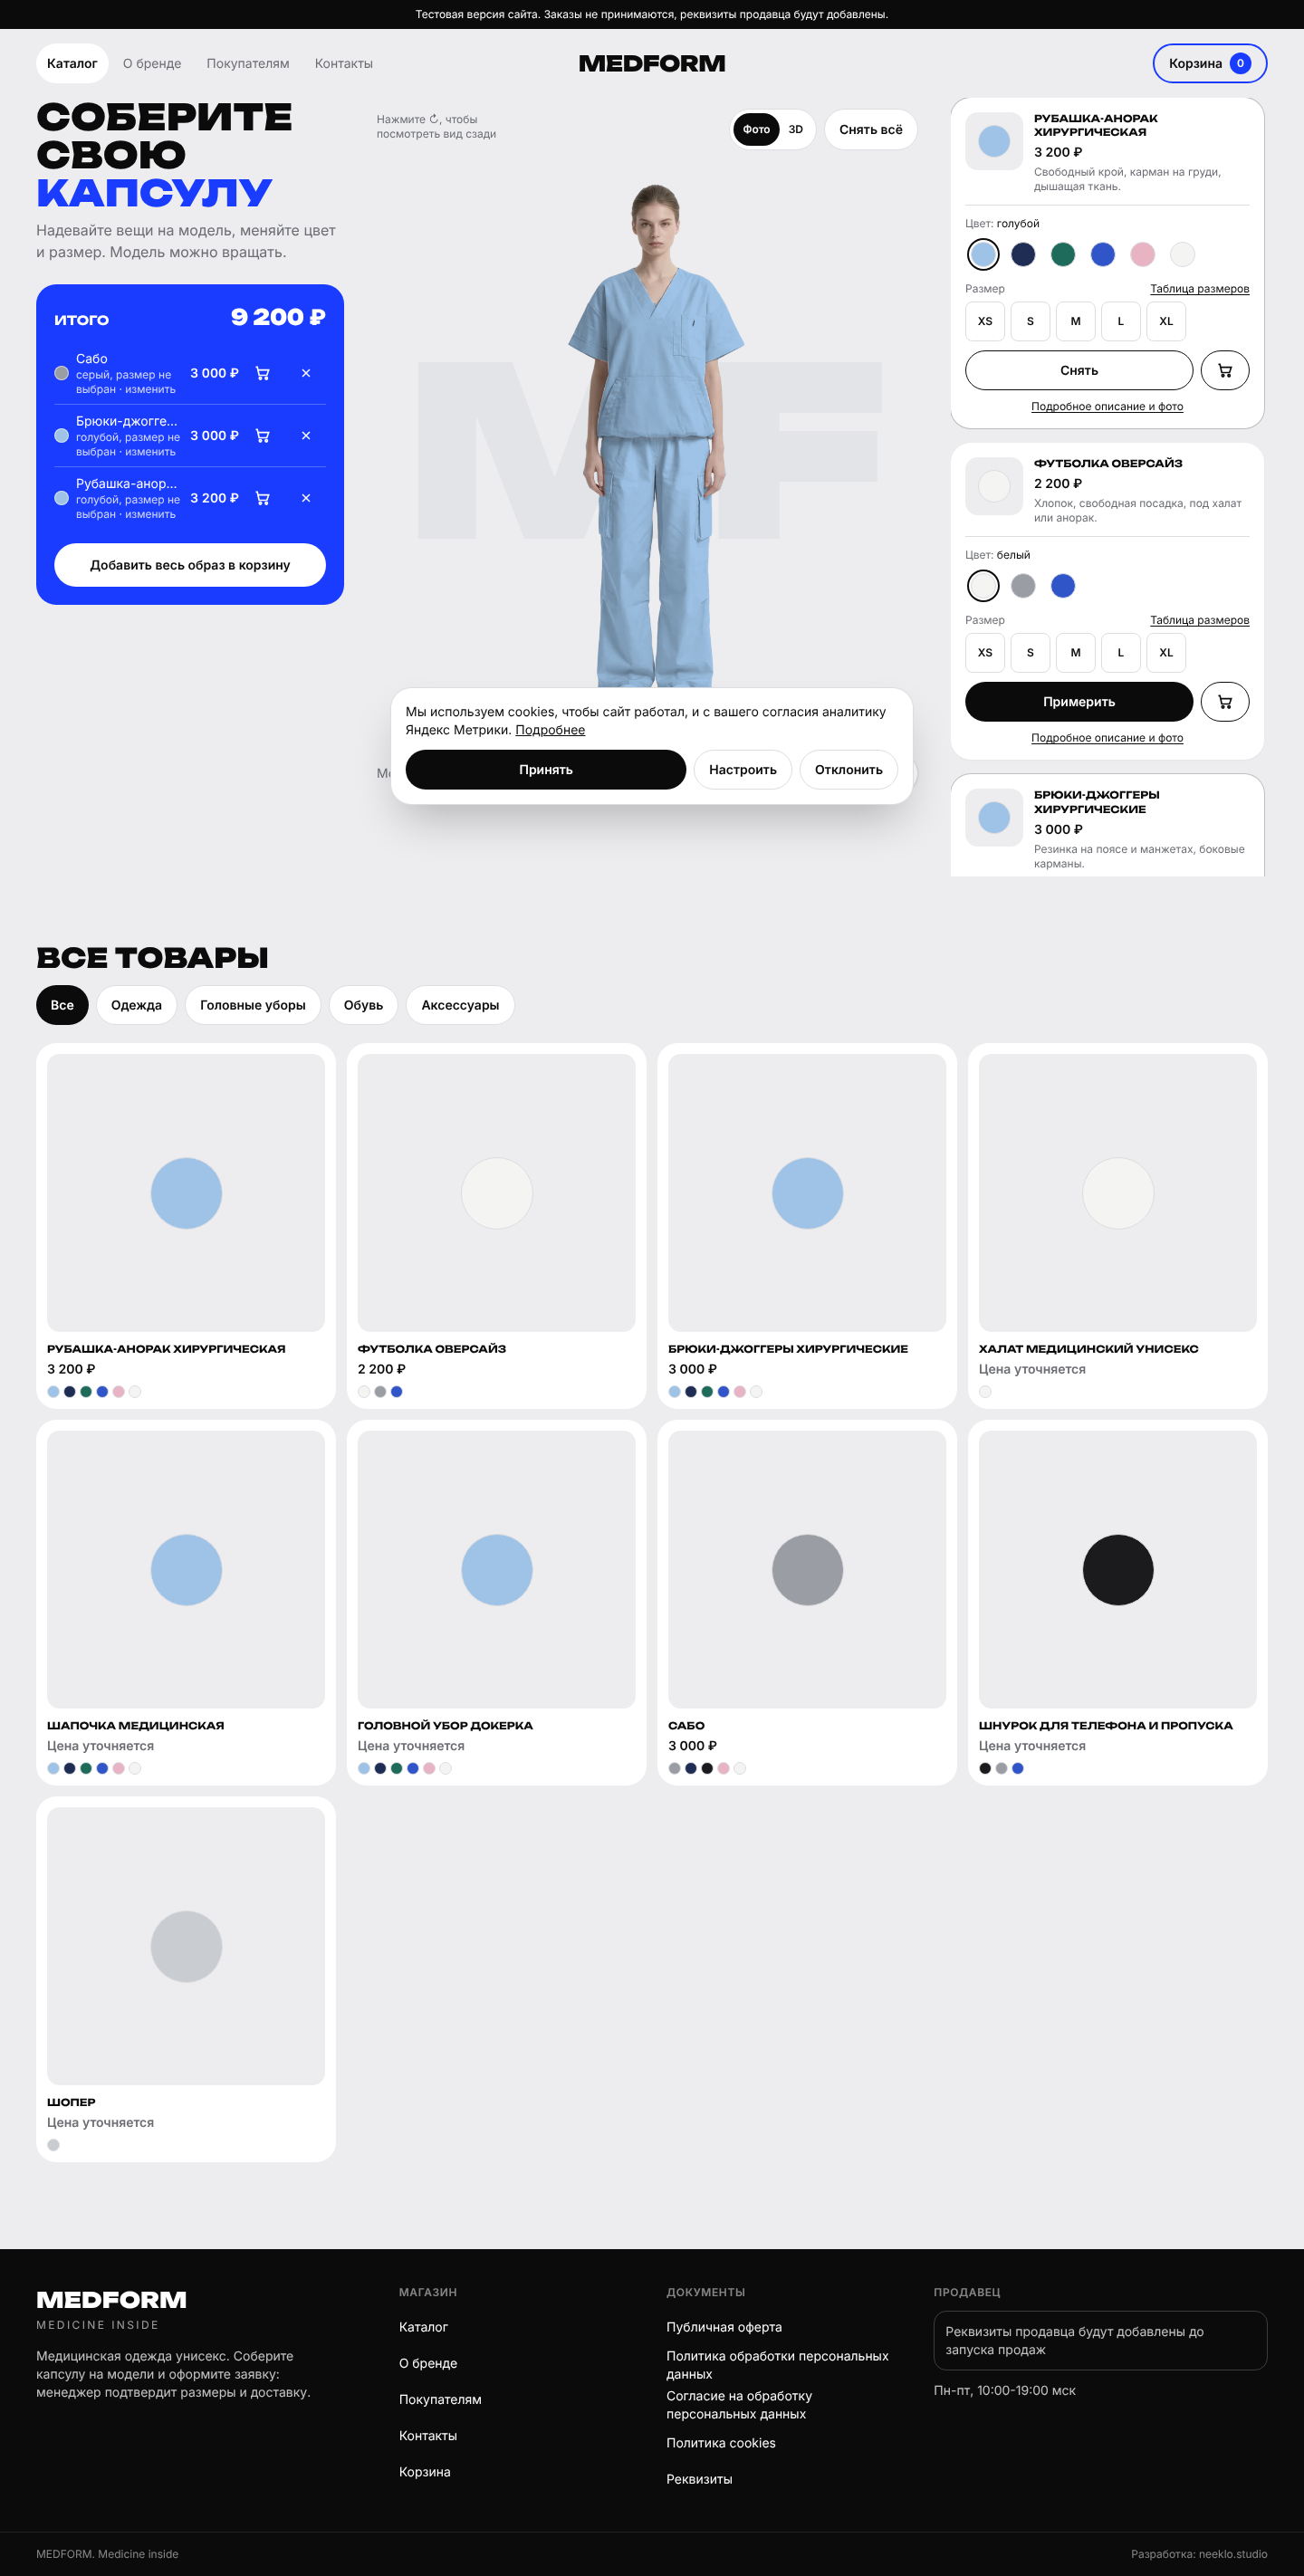 Тестовая версия сайта. Заказы не принимаются, реквизиты продавца будут добавлены.
Каталог
О бренде
Покупателям
Контакты
MEDFORM
Корзина 0
СОБЕРИТЕ
СВОЮ
КАПСУЛУ
Надевайте вещи на модель, меняйте цвет
и размер. Модель можно вращать.
ИТОГО
9 200 ₽
Сабо
серый, размер не
выбран · изменить
3 000 ₽
Брюки-джогге...
голубой, размер не
выбран · изменить
3 000 ₽
Рубашка-анор...
голубой, размер не
выбран · изменить
3 200 ₽
Добавить весь образ в корзину
Нажмите ↻, чтобы
посмотреть вид сзади
Фото
3D
Снять всё
M F
Мы используем cookies, чтобы сайт работал, и с вашего согласия аналитику
Яндекс Метрики. Подробнее
Принять
Настроить
Отклонить
РУБАШКА-АНОРАК
ХИРУРГИЧЕСКАЯ
3 200 ₽
Свободный крой, карман на груди,
дышащая ткань.
Цвет: голубой
Размер
Таблица размеров
XS
S
M
L
XL
Снять
Подробное описание и фото
ФУТБОЛКА ОВЕРСАЙЗ
2 200 ₽
Хлопок, свободная посадка, под халат
или анорак.
Цвет: белый
Размер
Таблица размеров
XS
S
M
L
XL
Примерить
Подробное описание и фото
БРЮКИ-ДЖОГГЕРЫ
ХИРУРГИЧЕСКИЕ
3 000 ₽
Резинка на поясе и манжетах, боковые
карманы.
ВСЕ ТОВАРЫ
Все
Одежда
Головные уборы
Обувь
Аксессуары
РУБАШКА-АНОРАК ХИРУРГИЧЕСКАЯ
3 200 ₽
ФУТБОЛКА ОВЕРСАЙЗ
2 200 ₽
БРЮКИ-ДЖОГГЕРЫ ХИРУРГИЧЕСКИЕ
3 000 ₽
ХАЛАТ МЕДИЦИНСКИЙ УНИСЕКС
Цена уточняется
ШАПОЧКА МЕДИЦИНСКАЯ
Цена уточняется
ГОЛОВНОЙ УБОР ДОКЕРКА
Цена уточняется
САБО
3 000 ₽
ШНУРОК ДЛЯ ТЕЛЕФОНА И ПРОПУСКА
Цена уточняется
ШОПЕР
Цена уточняется
MEDFORM
MEDICINE INSIDE
Медицинская одежда унисекс. Соберите
капсулу на модели и оформите заявку:
менеджер подтвердит размеры и доставку.
МАГАЗИН
Каталог
О бренде
Покупателям
Контакты
Корзина
ДОКУМЕНТЫ
Публичная оферта
Политика обработки персональных
данных
Согласие на обработку
персональных данных
Политика cookies
Реквизиты
ПРОДАВЕЦ
Реквизиты продавца будут добавлены до
запуска продаж
Пн-пт, 10:00-19:00 мск
MEDFORM. Medicine inside
Разработка: neeklo.studio